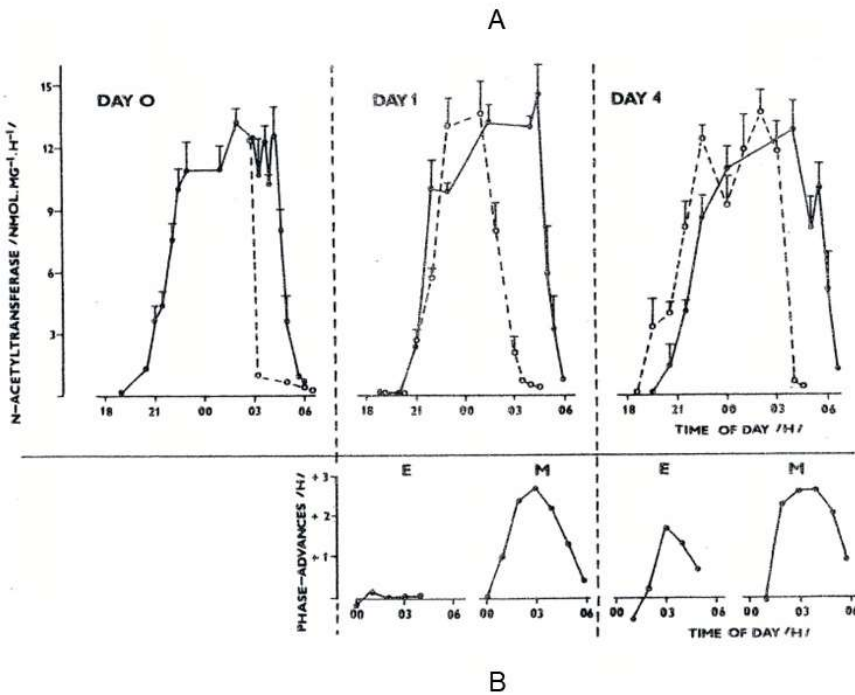 A
N-ACETYLTRANSFERASE /NMOL.MG⁻¹.H⁻¹/
15
12
9
6
3
DAY O
DAY 1
DAY 4
18 21 00 03 06
18 21 00 03 06
18 21 00 03 06
TIME OF DAY /H/
PHASE-ADVANCES /H/
+ 3
+ 2
+ 1
E M E M
00 03 06 00 03 06 00 03 06 00 03 06
TIME OF DAY /H/
B